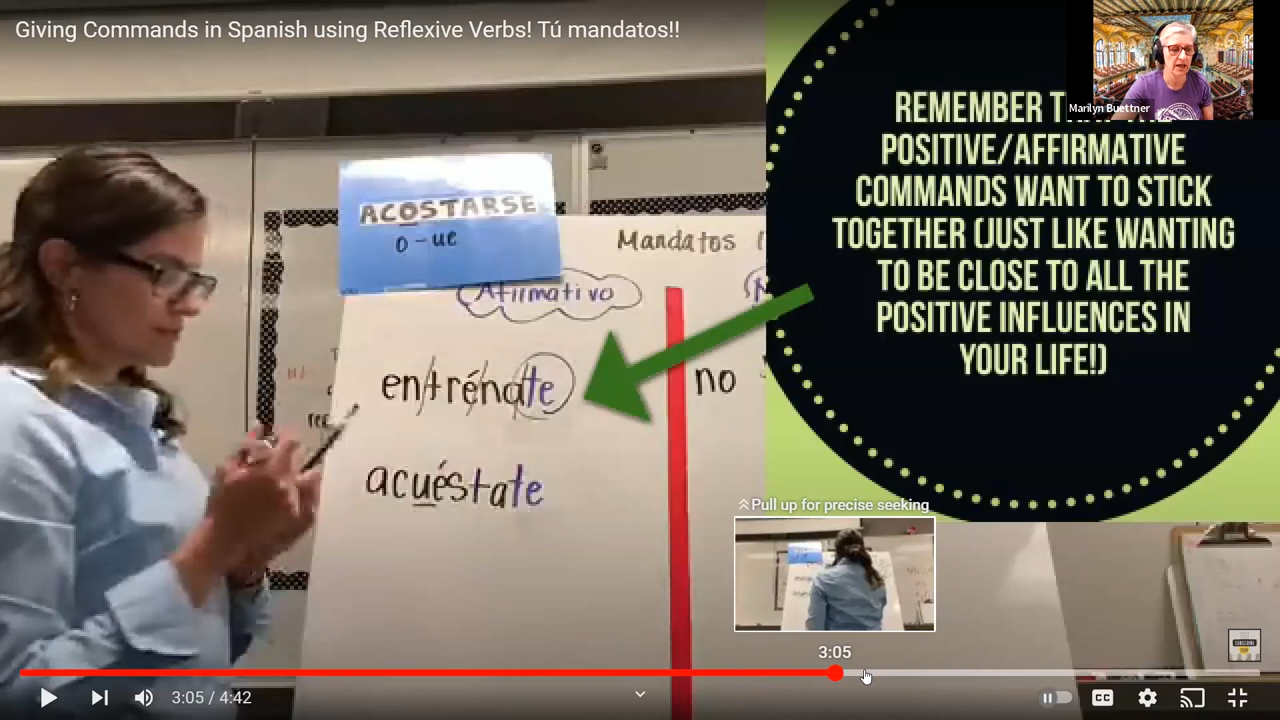 Giving Commands in Spanish using Reflexive Verbs! Tú mandatos!!
Marilyn Buettner
REMEMBER
POSITIVE/AFFIRMATIVE
COMMANDS WANT TO STICK
TOGETHER (JUST LIKE WANTING
TO BE CLOSE TO ALL THE
POSITIVE INFLUENCES IN
YOUR LIFE!)
ACOSTARSE
o-ue
Mandatos
Afirmativo
entrénate
no
acuéstate
Pull up for precise seeking
3:05
3:05 / 4:42
CC
SUBSCRIBE